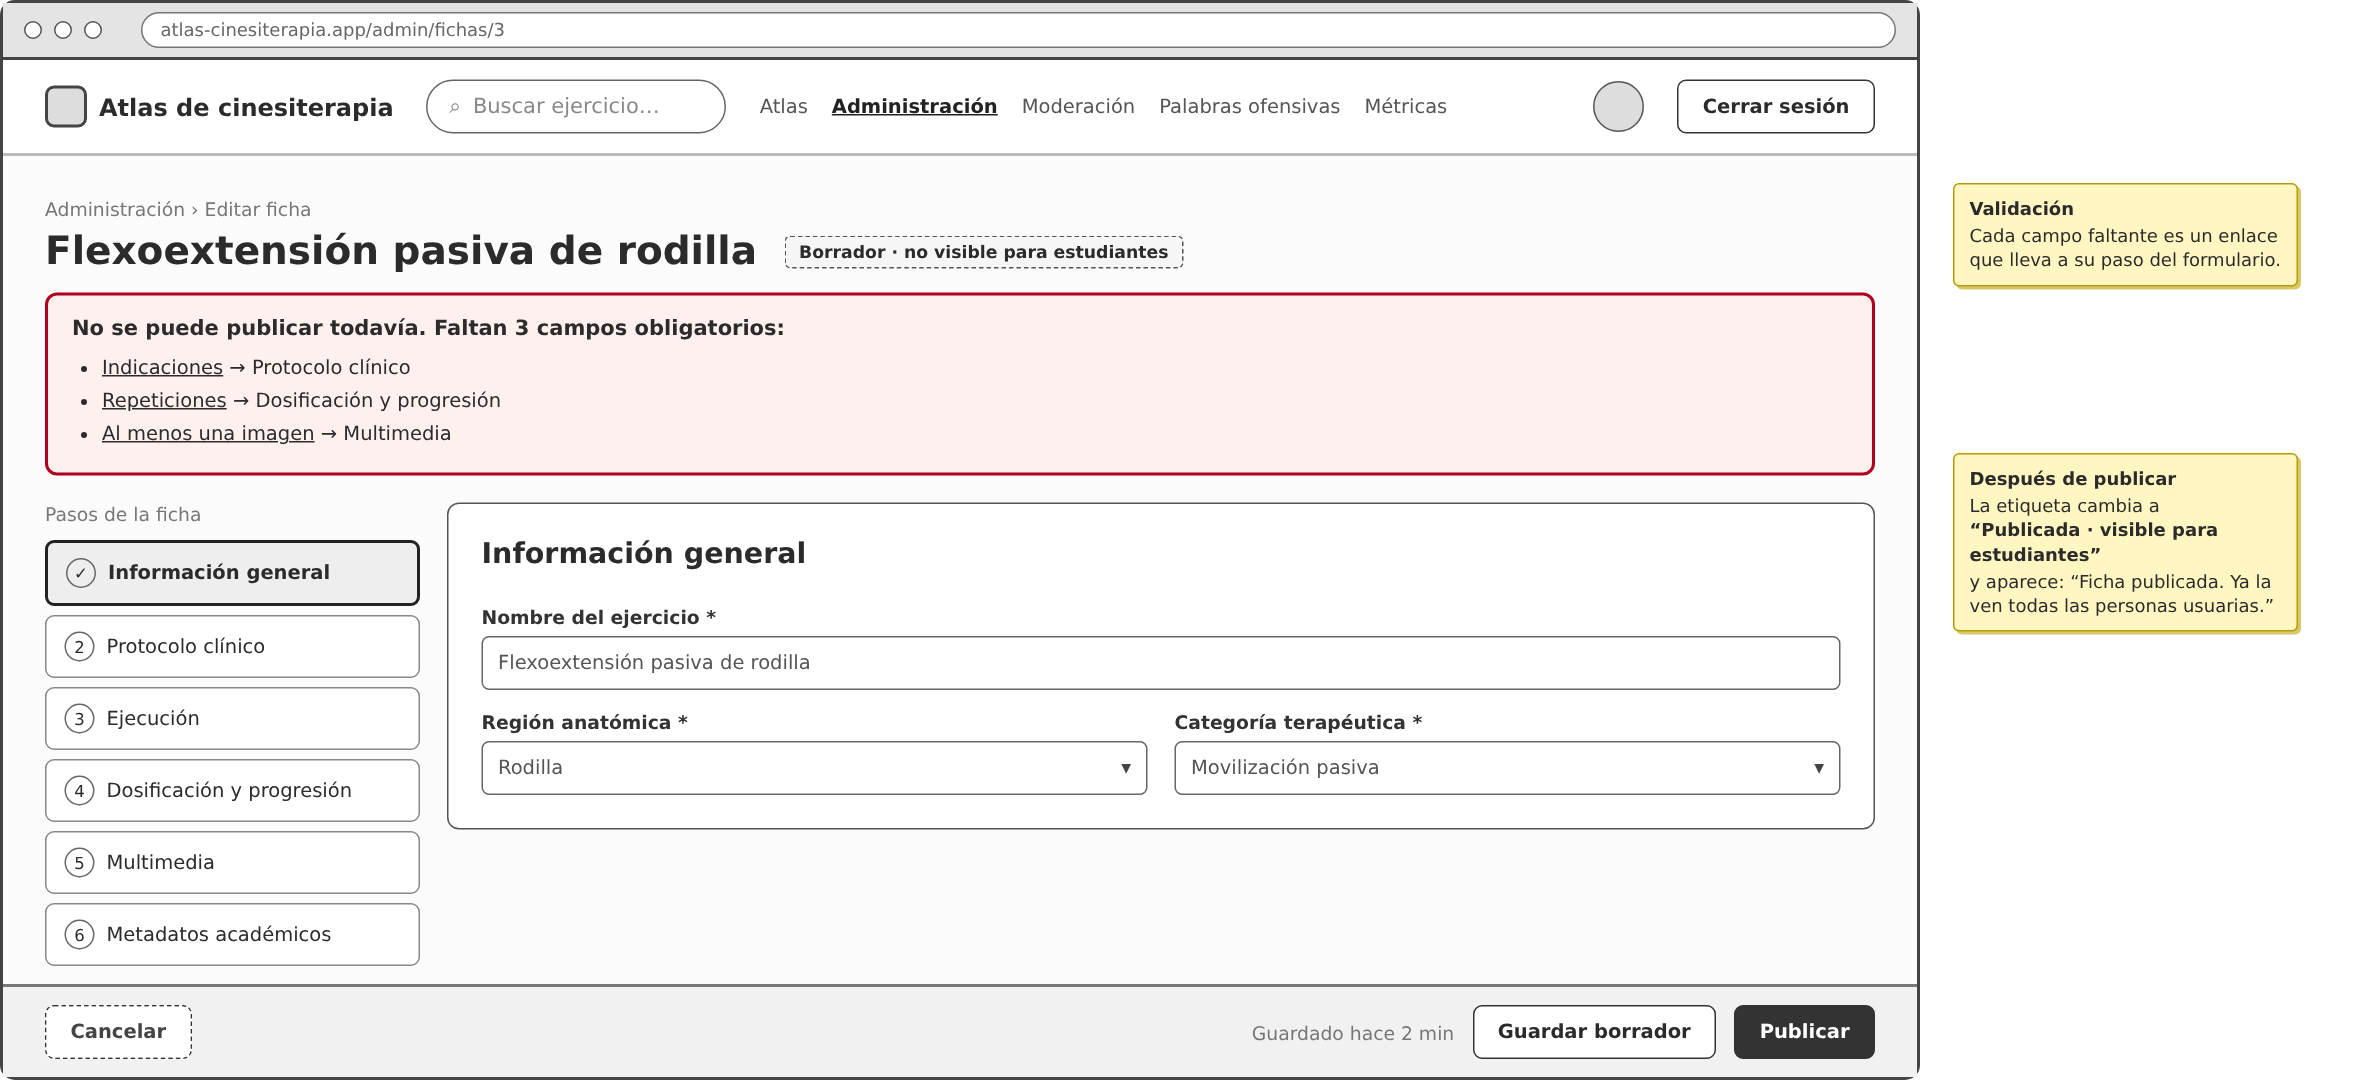 atlas-cinesiterapia.app/admin/fichas/3
Atlas de cinesiterapia
Buscar ejercicio...
Atlas Administración Moderación Palabras ofensivas Métricas
Cerrar sesión
Administración › Editar ficha
Flexoextensión pasiva de rodilla
Borrador · no visible para estudiantes
No se puede publicar todavía. Faltan 3 campos obligatorios:
• Indicaciones → Protocolo clínico
• Repeticiones → Dosificación y progresión
• Al menos una imagen → Multimedia
Pasos de la ficha
✓ Información general
2 Protocolo clínico
3 Ejecución
4 Dosificación y progresión
5 Multimedia
6 Metadatos académicos
Información general
Nombre del ejercicio *
Flexoextensión pasiva de rodilla
Región anatómica *
Rodilla ▼
Categoría terapéutica *
Movilización pasiva ▼
Cancelar
Guardado hace 2 min
Guardar borrador
Publicar
Validación
Cada campo faltante es un enlace
que lleva a su paso del formulario.
Después de publicar
La etiqueta cambia a
“Publicada · visible para
estudiantes”
y aparece: “Ficha publicada. Ya la
ven todas las personas usuarias.”